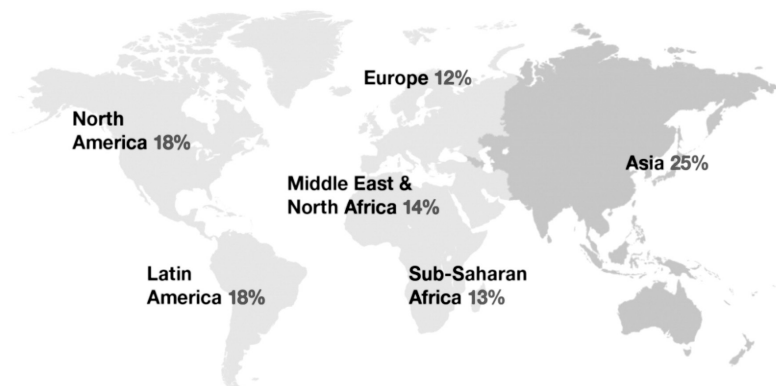 Europe 12%
North
America 18%
Asia 25%
Middle East &
North Africa 14%
Latin
America 18%
Sub-Saharan
Africa 13%